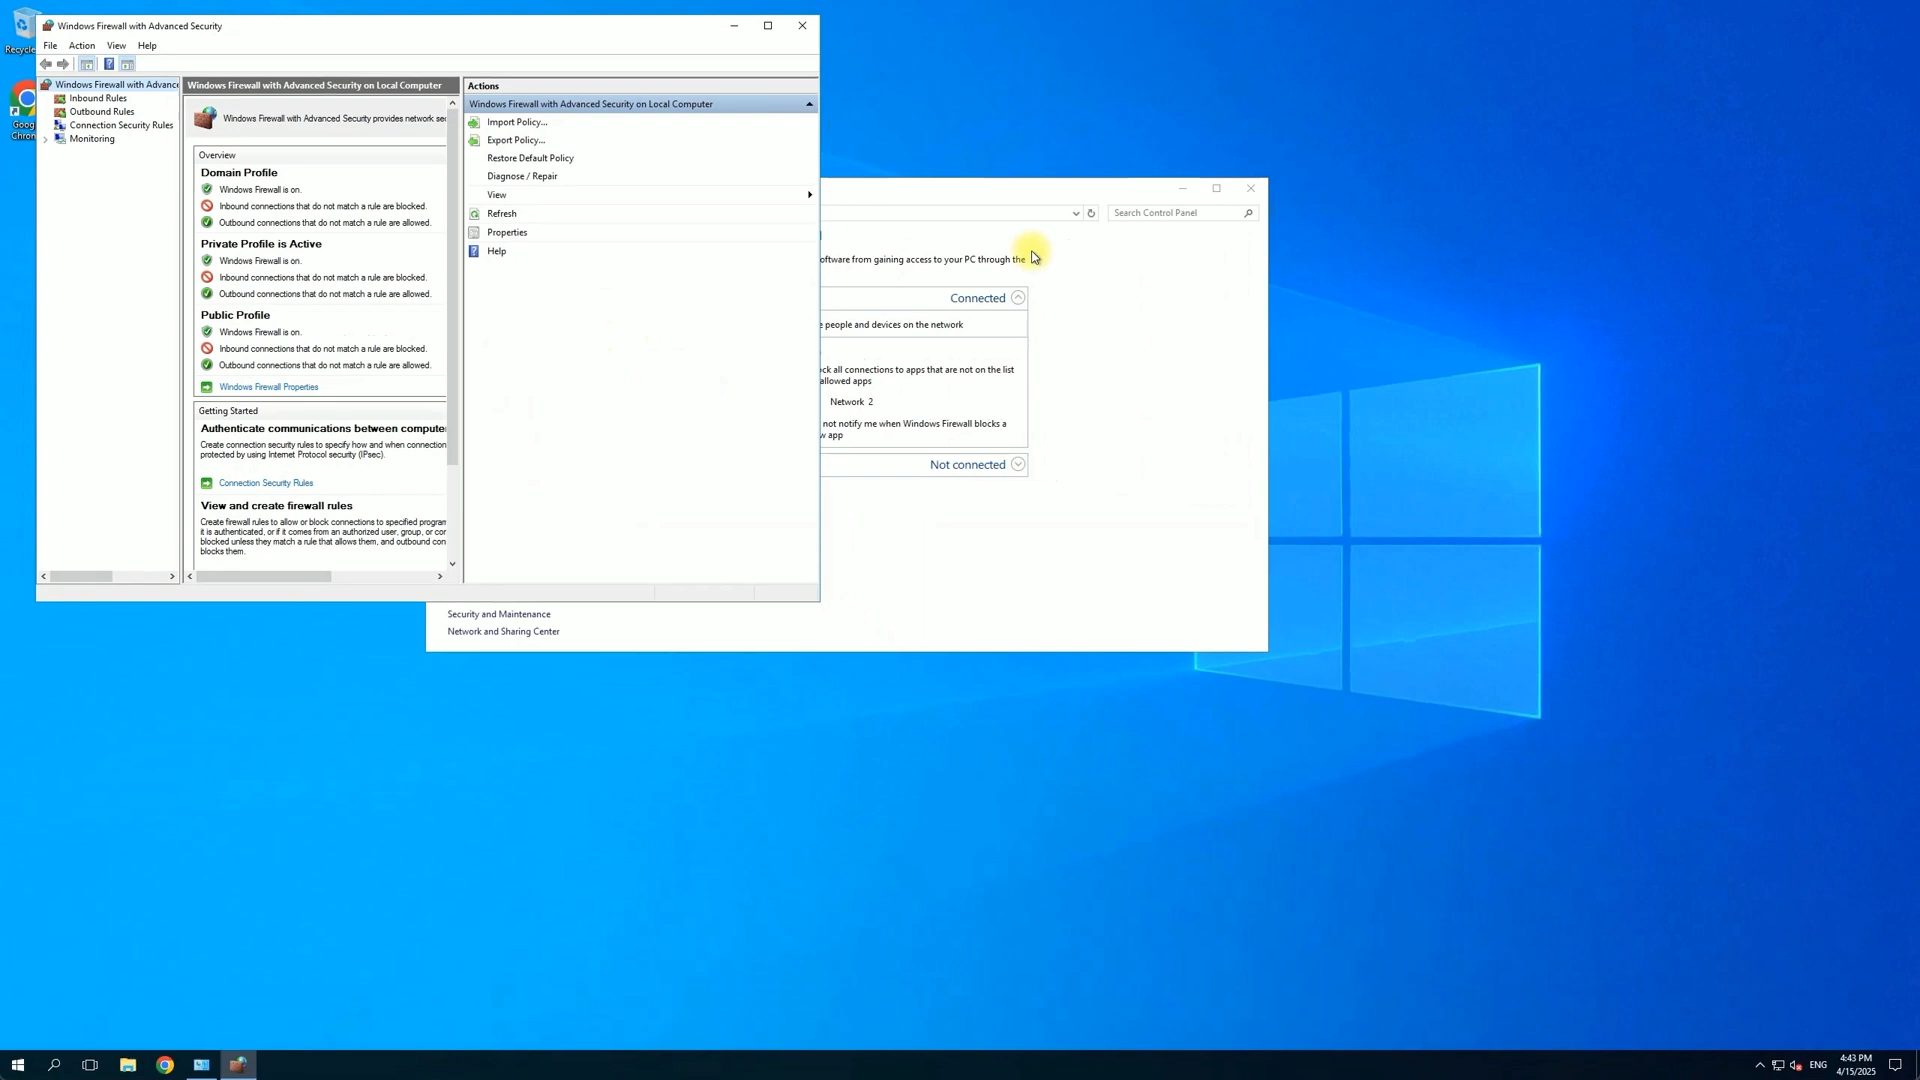 Recycle
Goog
Chron
Windows Firewall with Advanced Security
File Action View Help
Windows Firewall with Advance
Inbound Rules
Outbound Rules
Connection Security Rules
Monitoring
Windows Firewall with Advanced Security on Local Computer
Windows Firewall with Advanced Security provides network sec
Overview
Domain Profile
Windows Firewall is on.
Inbound connections that do not match a rule are blocked.
Outbound connections that do not match a rule are allowed.
Private Profile is Active
Windows Firewall is on.
Inbound connections that do not match a rule are blocked.
Outbound connections that do not match a rule are allowed.
Public Profile
Windows Firewall is on.
Inbound connections that do not match a rule are blocked.
Outbound connections that do not match a rule are allowed.
Windows Firewall Properties
Getting Started
Authenticate communications between compute
Create connection security rules to specify how and when connection
protected by using Internet Protocol security (IPsec).
Connection Security Rules
View and create firewall rules
Create firewall rules to allow or block connections to specified program
it is authenticated, or if it comes from an authorized user, group, or com
blocked unless they match a rule that allows them, and outbound con
blocks them.
Actions
Windows Firewall with Advanced Security on Local Computer
Import Policy...
Export Policy...
Restore Default Policy
Diagnose / Repair
View
Refresh
Properties
Help
Search Control Panel
oftware from gaining access to your PC through the
Connected
e people and devices on the network
ock all connections to apps that are not on the list
allowed apps
Network 2
not notify me when Windows Firewall blocks a
w app
Not connected
Security and Maintenance
Network and Sharing Center
ENG
4:43 PM
4/15/2025